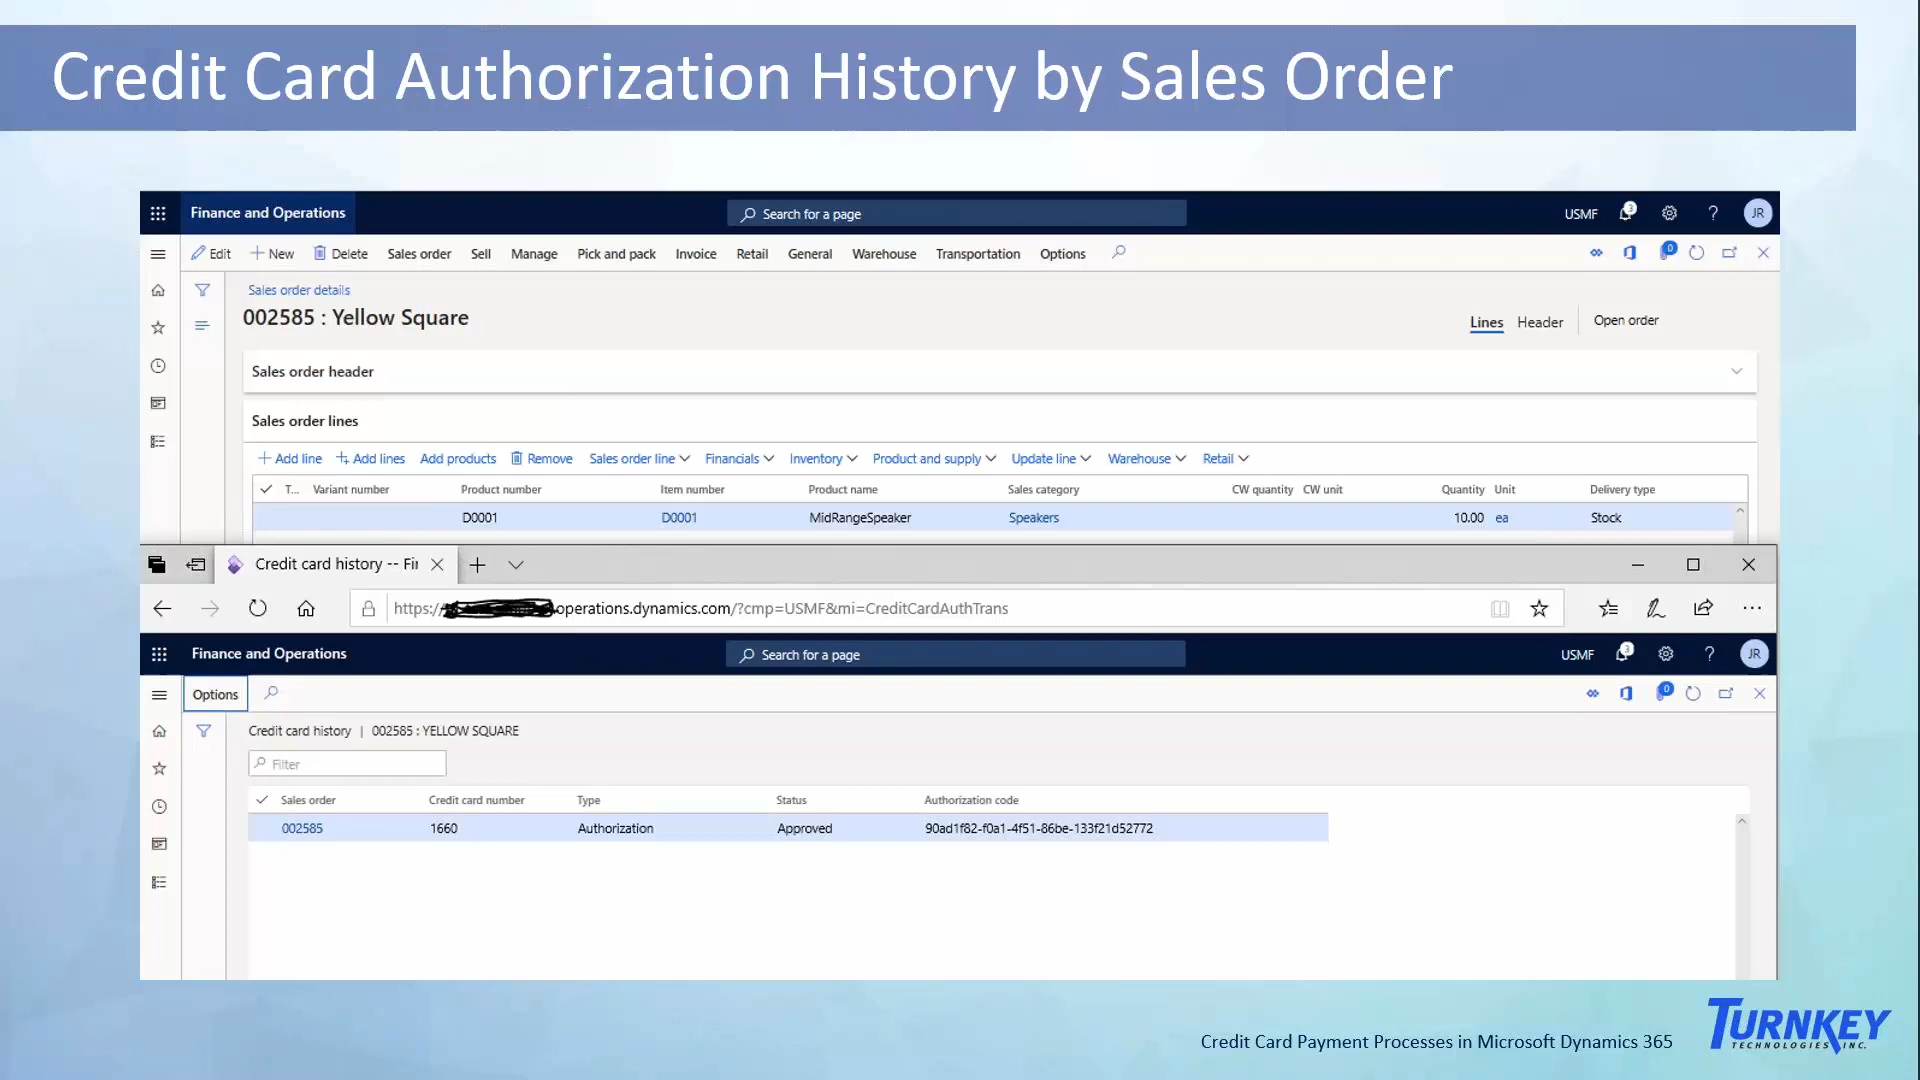 Credit Card Authorization History by Sales Order
Finance and Operations
Search for a page
USMF
3
?
JR
Edit New Delete Sales order Sell Manage Pick and pack Invoice Retail General Warehouse Transportation Options
0
Sales order details
002585 : Yellow Square
Lines Header Open order
Sales order header
Sales order lines
Add line Add lines Add products Remove Sales order line Financials Inventory Product and supply Update line Warehouse Retail
T... Variant number Product number Item number Product name Sales category CW quantity CW unit Quantity Unit Delivery type
D0001 D0001 MidRangeSpeaker Speakers 10.00 ea Stock
Credit card history -- Fi
https:/ operations.dynamics.com/?cmp=USMF&mi=CreditCardAuthTrans
Finance and Operations
Search for a page
USMF
3
?
JR
Options
0
Credit card history | 002585 : YELLOW SQUARE
Filter
Sales order Credit card number Type Status Authorization code
002585 1660 Authorization Approved 90ad1f82-f0a1-4f51-86be-133f21d52772
Credit Card Payment Processes in Microsoft Dynamics 365
TURNKEY
TECHNOLOGIES, INC.